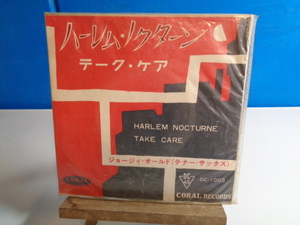 ハーレム・ノクターン
テーク・ケア
HARLEM NOCTURNE
TAKE CARE
ジョージィ・オールド(テナー・サックス)
CORAL RECORDS